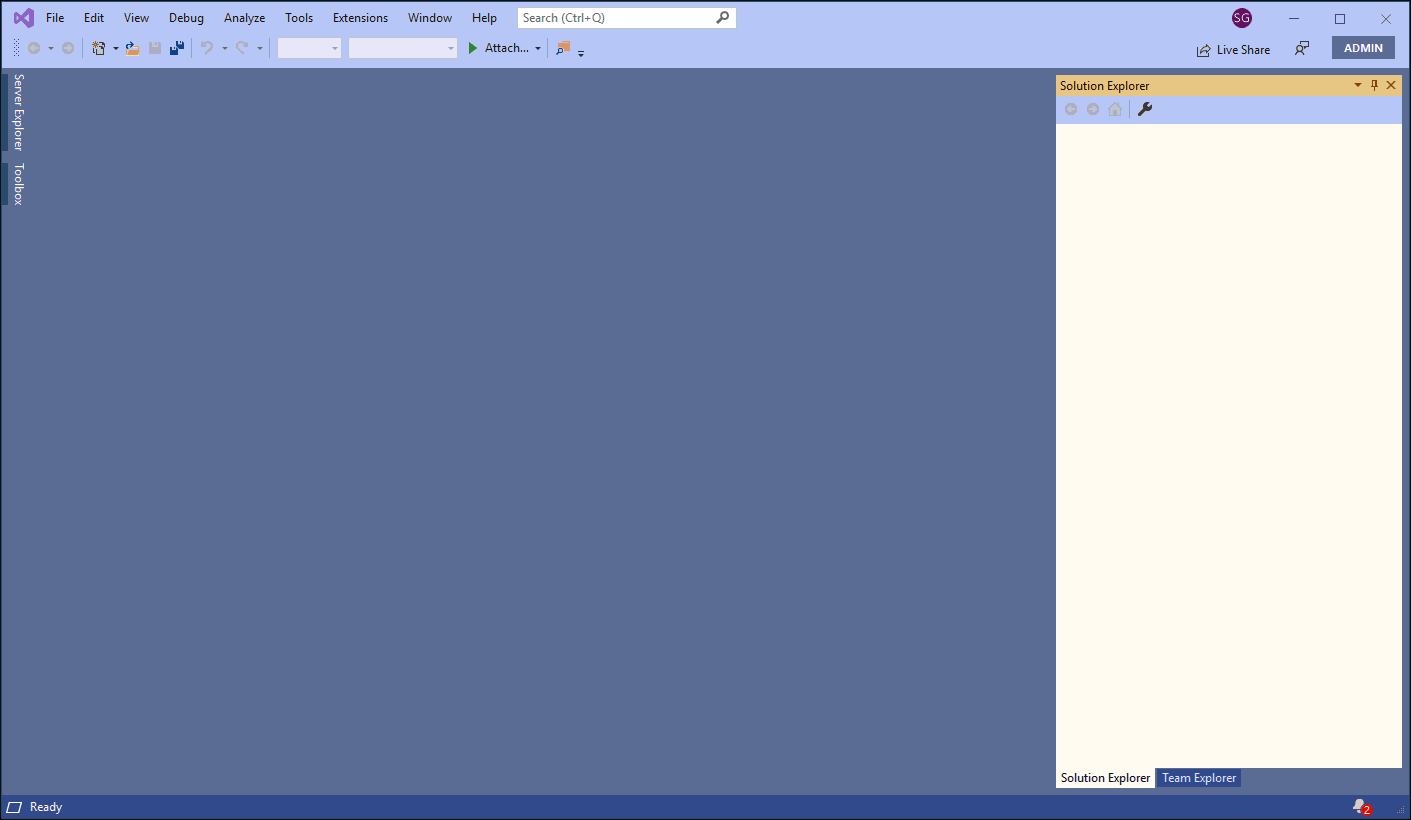 File Edit View Debug Analyze Tools Extensions Window Help Search (Ctrl+Q) SG
Attach... Live Share ADMIN
Server Explorer
Toolbox
Solution Explorer
Solution Explorer Team Explorer
Ready 2